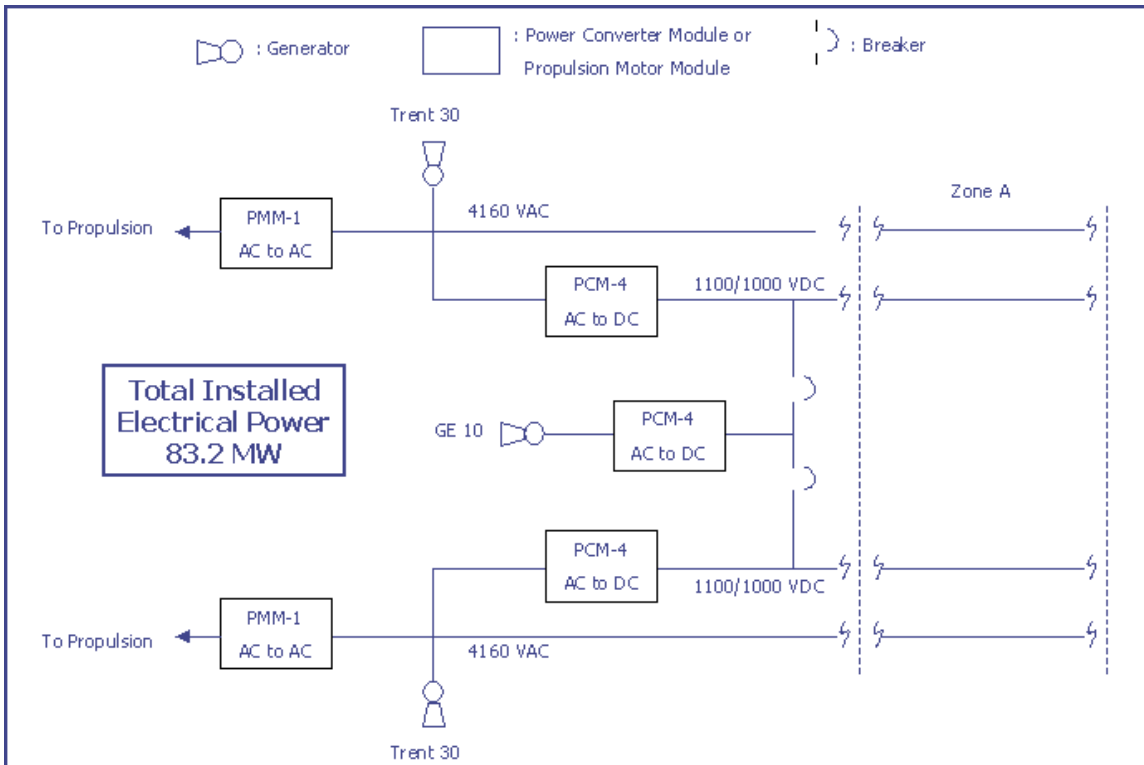 : Generator
: Power Converter Module or
Propulsion Motor Module
: Breaker
Trent 30
Zone A
4160 VAC
To Propulsion
PMM-1
AC to AC
PCM-4
AC to DC
1100/1000 VDC
Total Installed
Electrical Power
83.2 MW
GE 10
PCM-4
AC to DC
PCM-4
AC to DC
1100/1000 VDC
To Propulsion
PMM-1
AC to AC
4160 VAC
Trent 30